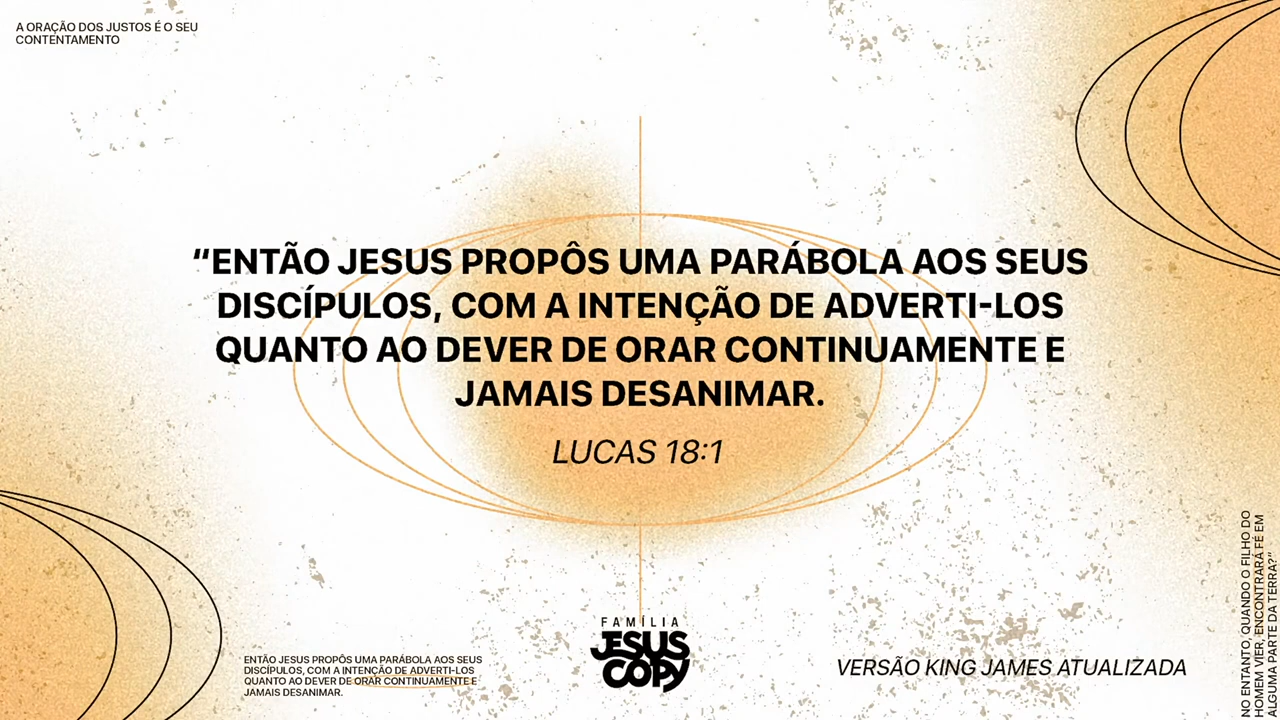 A ORAÇÃO DOS JUSTOS É O SEU
CONTENTAMENTO
“ENTÃO JESUS PROPÔS UMA PARÁBOLA AOS SEUS
DISCÍPULOS, COM A INTENÇÃO DE ADVERTI-LOS
QUANTO AO DEVER DE ORAR CONTINUAMENTE E
JAMAIS DESANIMAR.
LUCAS 18:1
ENTÃO JESUS PROPÔS UMA PARÁBOLA AOS SEUS
DISCÍPULOS, COM A INTENÇÃO DE ADVERTI-LOS
QUANTO AO DEVER DE ORAR CONTINUAMENTE E
JAMAIS DESANIMAR.
FAMÍLIA
JESUS
COPY
VERSÃO KING JAMES ATUALIZADA
NO ENTANTO, QUANDO O FILHO DO
HOMEM VIER, ENCONTRARÁ FÉ EM
ALGUMA PARTE DA TERRA?”